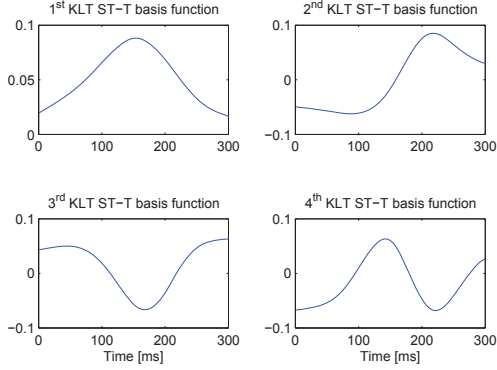 1st KLT ST−T basis function
0.1
0.05
0
0 100 200 300
2nd KLT ST−T basis function
0.1
0
−0.1
0 100 200 300
3rd KLT ST−T basis function
0.1
0
−0.1
0 100 200 300
Time [ms]
4th KLT ST−T basis function
0.1
0
−0.1
0 100 200 300
Time [ms]